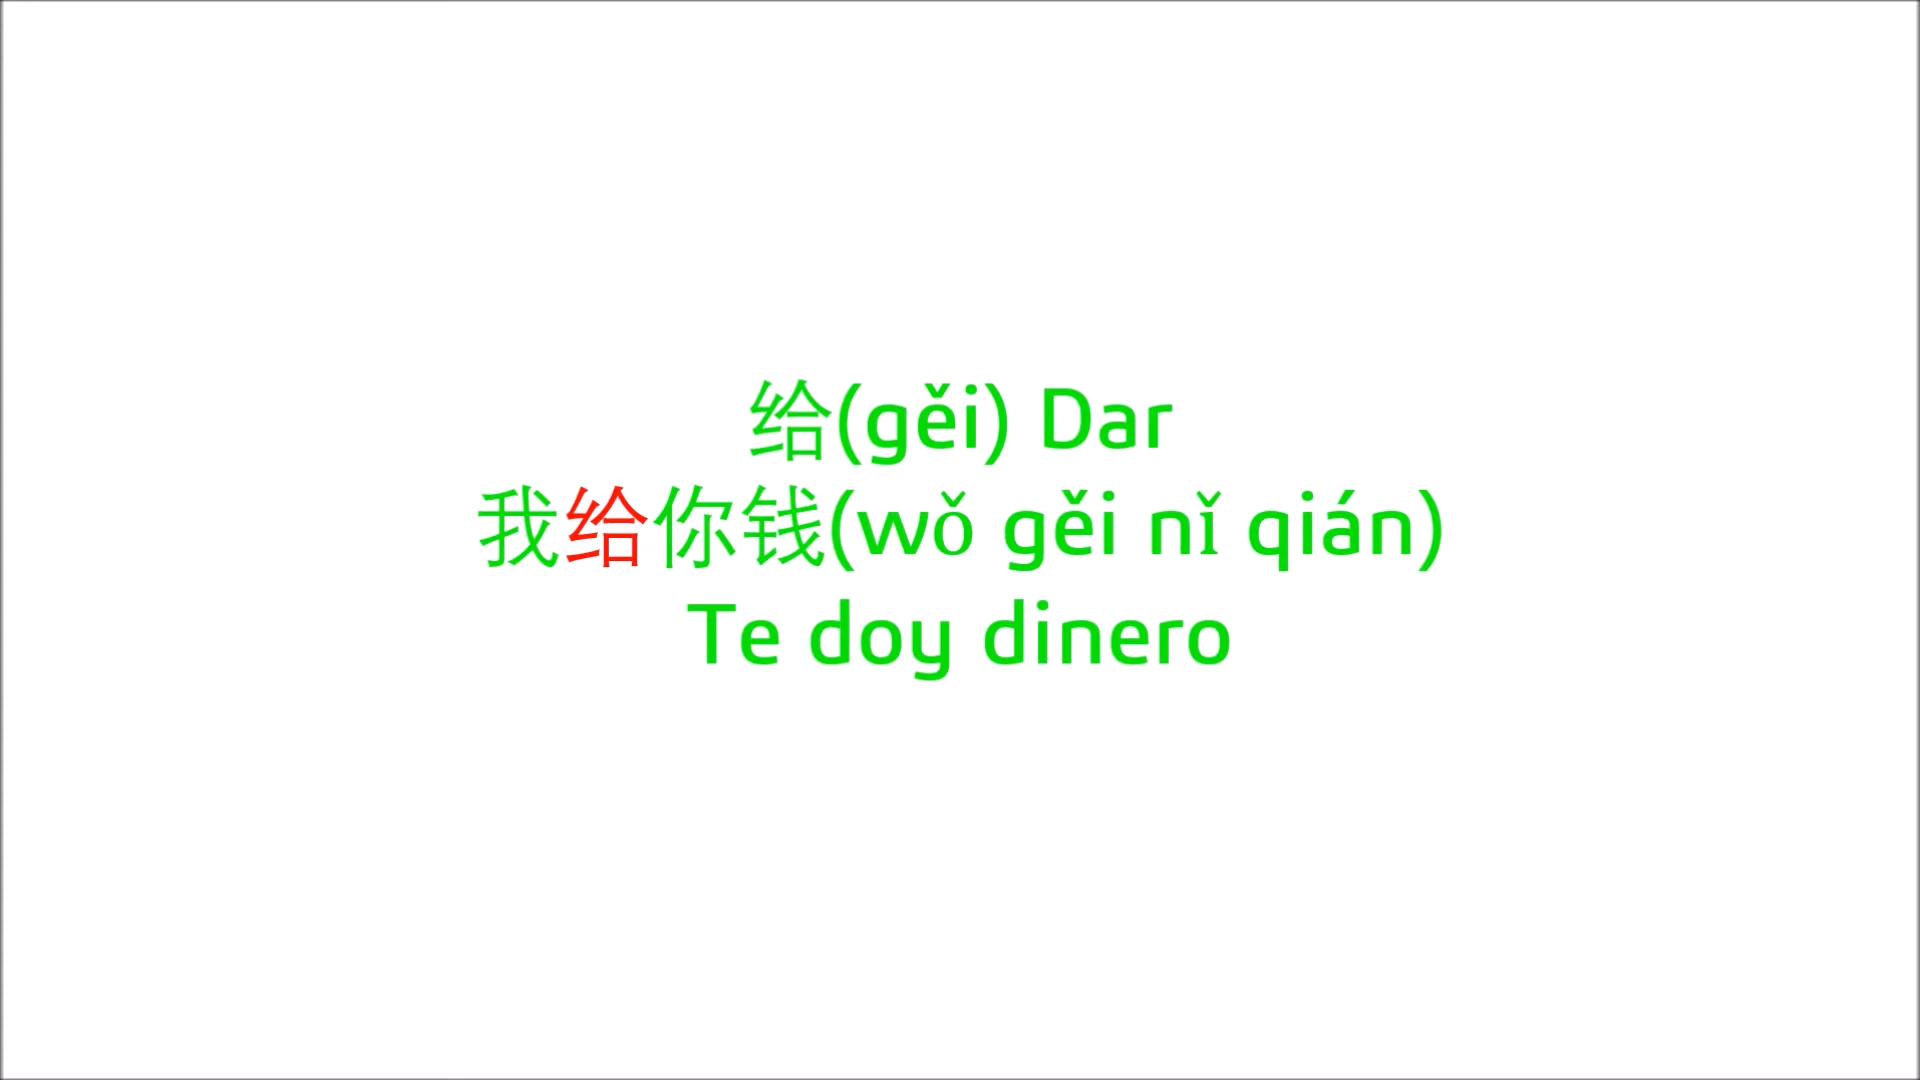 给(gěi) Dar
我给你钱(wǒ gěi nǐ qián)
Te doy dinero